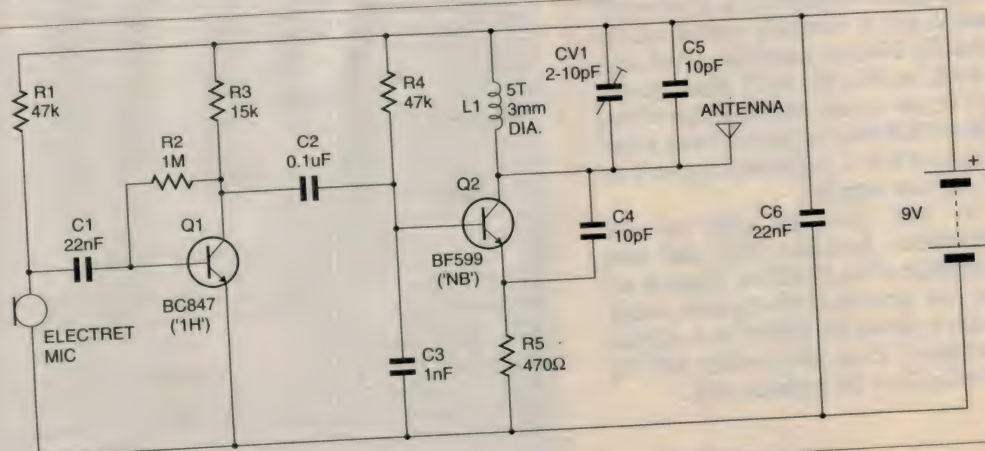 R1
47k
R3
15k
R2
1M
C1
22nF
Q1
BC847
('1H')
ELECTRET
MIC
C2
0.1uF
R4
47k
C3
1nF
L1
5T
3mm
DIA.
Q2
BF599
('NB')
R5
470Ω
C4
10pF
CV1
2-10pF
C5
10pF
ANTENNA
C6
22nF
9V
+